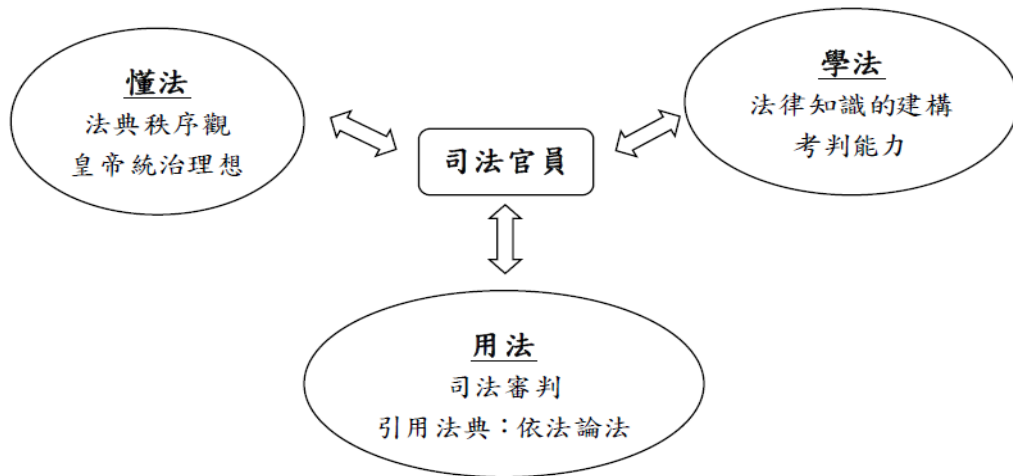 懂法
法典秩序觀
皇帝統治理想
學法
法律知識的建構
考判能力
司法官員
用法
司法審判
引用法典：依法論法